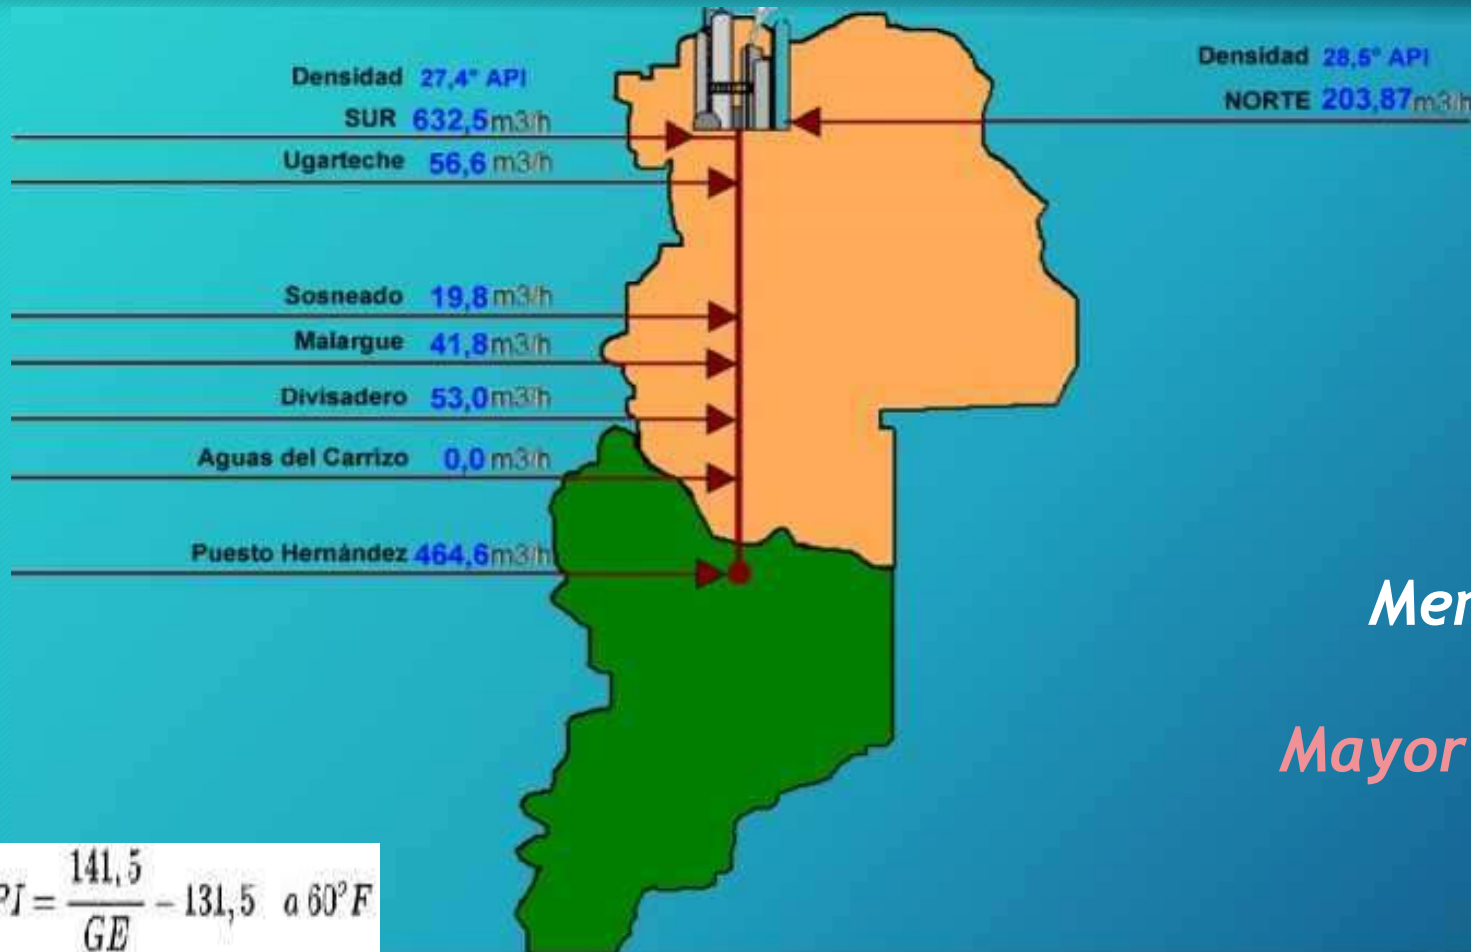 Densidad 27,4° API
SUR 632,5 m3/h
Ugarteche 56,6 m3/h
Sosneado 19,8 m3/h
Malargue 41,8 m3/h
Divisadero 53,0 m3/h
Aguas del Carrizo 0,0 m3/h
Puesto Hernández 464,6 m3/h
Densidad 28,5° API
NORTE 203,87 m3/h
Mer
Mayor
PI = 141,5 / GE − 131,5 a 60°F